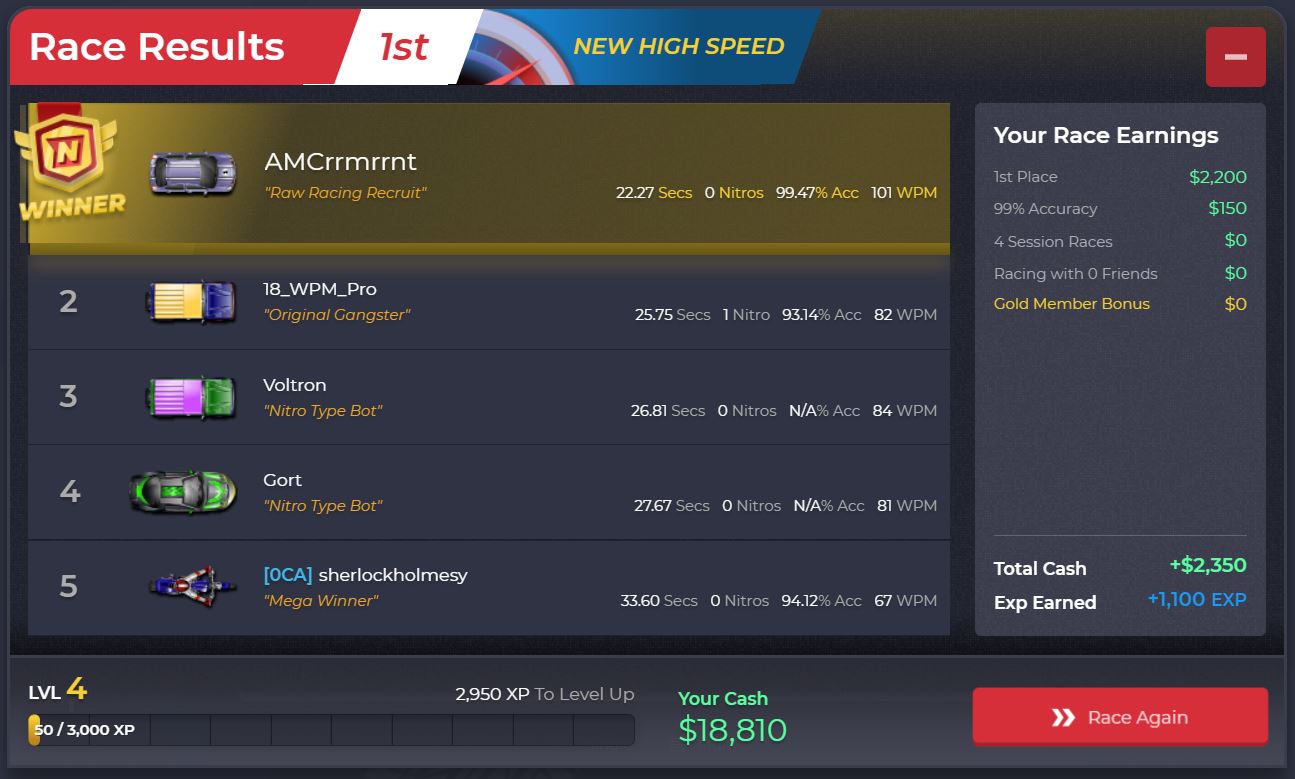 Race Results
1st
NEW HIGH SPEED
N
WINNER
AMCrrmrrnt
"Raw Racing Recruit"
22.27 Secs 0 Nitros 99.47% Acc 101 WPM
2
18_WPM_Pro
"Original Gangster"
25.75 Secs 1 Nitro 93.14% Acc 82 WPM
3
Voltron
"Nitro Type Bot"
26.81 Secs 0 Nitros N/A% Acc 84 WPM
4
Gort
"Nitro Type Bot"
27.67 Secs 0 Nitros N/A% Acc 81 WPM
5
[0CA] sherlockholmesy
"Mega Winner"
33.60 Secs 0 Nitros 94.12% Acc 67 WPM
Your Race Earnings
1st Place $2,200
99% Accuracy $150
4 Session Races $0
Racing with 0 Friends $0
Gold Member Bonus $0
Total Cash +$2,350
Exp Earned +1,100 EXP
LVL 4
2,950 XP To Level Up
50 / 3,000 XP
Your Cash
$18,810
Race Again